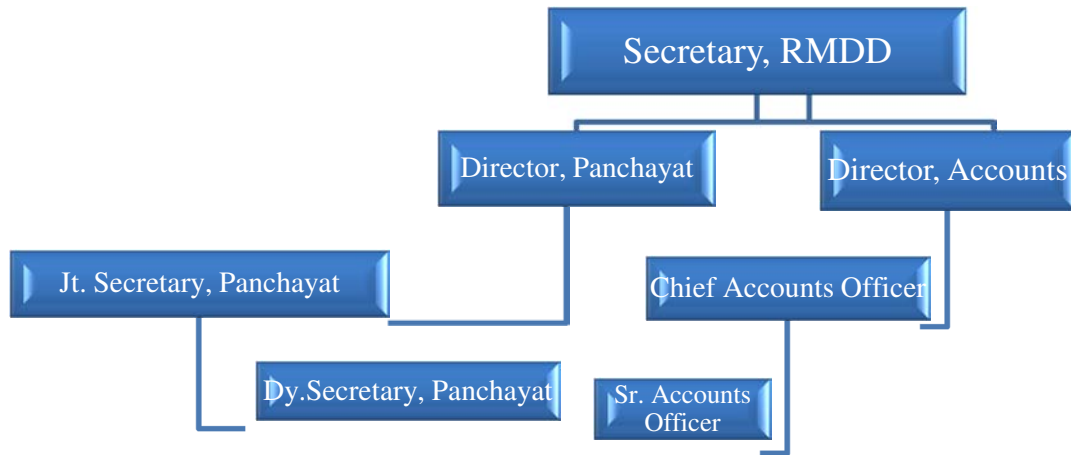 Secretary, RMDD
Director, Panchayat
Director, Accounts
Jt. Secretary, Panchayat
Chief Accounts Officer
Dy.Secretary, Panchayat
Sr. Accounts
Officer